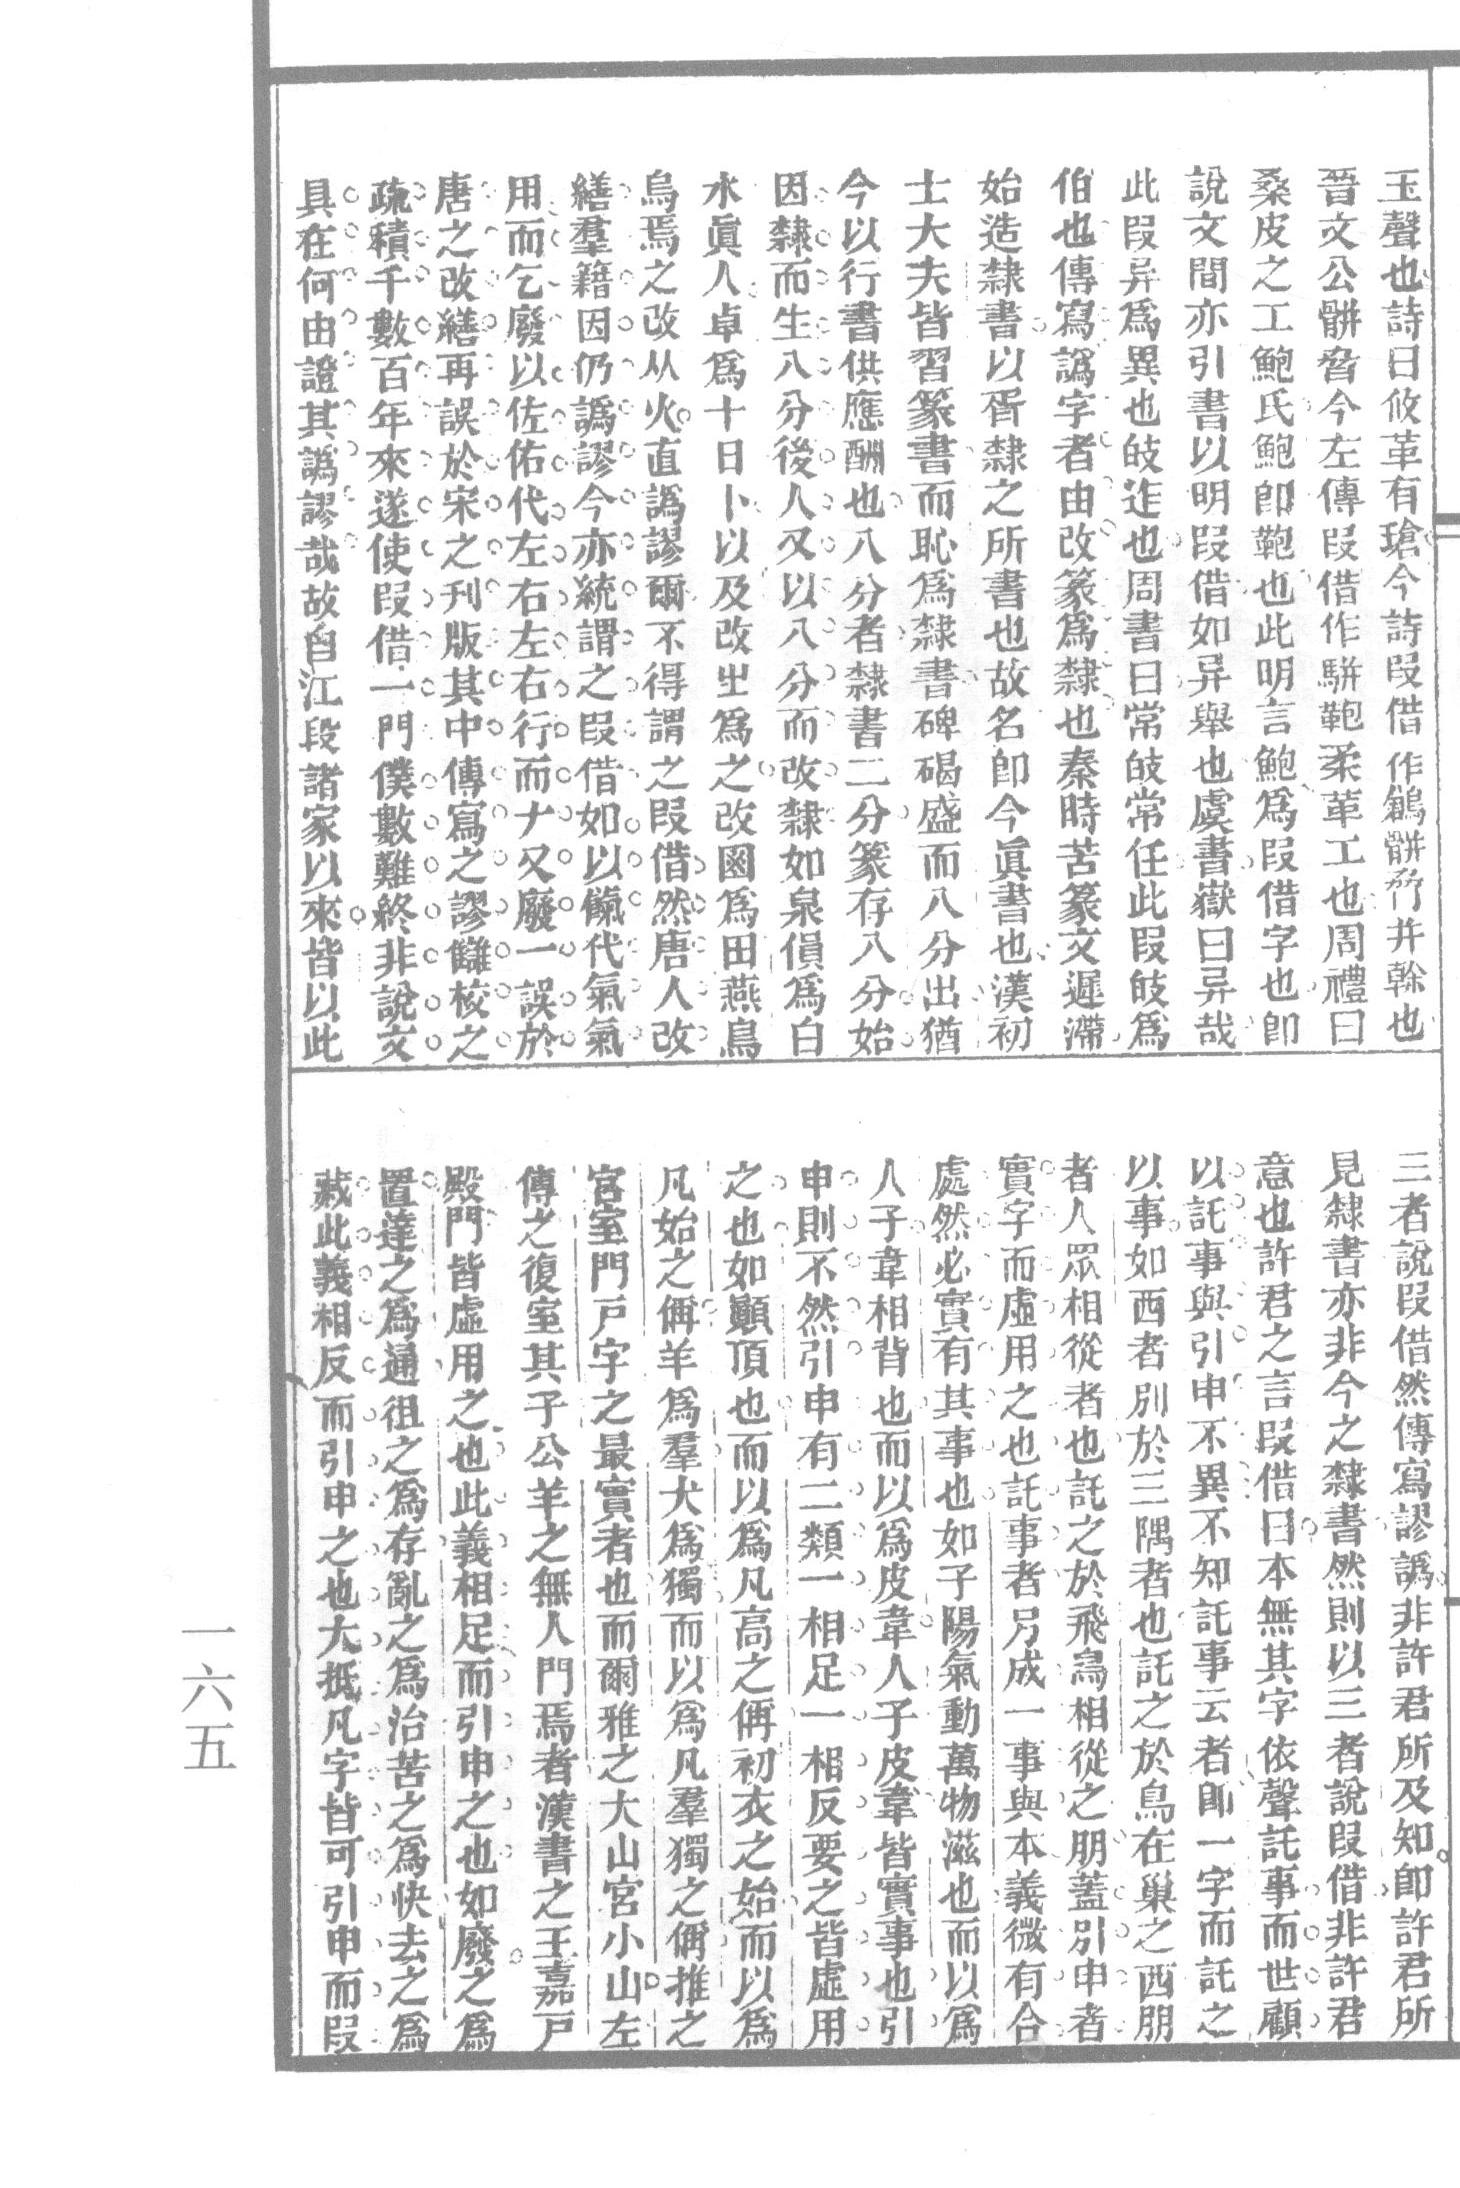 玉聲也詩曰攸革有瑲今詩叚借作鶬骿肵并榦也
晉文公骿脅今左傳叚借作駢鞄柔革工也周禮曰
桑皮之工鮑氏鮑卽鞄也此明言鮑爲叚借字也卽
說文間亦引書以明叚借如异舉也虞書嶽曰异哉
此叚异爲異也㩻迮也周書曰常㩻常任此叚㩻爲
伯也傳寫譌字者由改篆爲隸也秦時苦篆文遲滯
始造隸書以胥隸之所書也故名卽今眞書也漢初
士大夫皆習篆書而恥爲隸書碑碣盛而八分出猶
今以行書供應酬也八分者隸書二分篆存八分始
因隸而生八分後人又以八分而改隸如泉傊爲白
水眞人卓爲十日卜以及改㞢爲之改囪爲田燕鳥
烏焉之改从火直譌謬爾不得謂之叚借然唐人改
繕羣籍因仍譌謬今亦統謂之叚借如以氣代气氣
用而乞廢以佐佑代左右左右行而𠂇又廢一誤於
唐之改繕再誤於宋之刋版其中傳寫之謬讎校之
疏積千數百年來遂使叚借一門僕數難終非說文
具在何由證其譌謬哉故自江段諸家以來皆以此
三者說叚借然傳寫謬譌非許君所及知卽許君所
見隸書亦非今之隸書然則以三者說叚借非許君
意也許君之言叚借曰本無其字依聲託事而世顧
以託事與引申不異不知託事云者卽一字而託之
以事如西者別於三隅者也託之於鳥在巢之西朋
者人眾相從者也託之於飛鳥相從之朋蓋引申者
實字而虛用之也託事者另成一事與本義微有合
處然必實有其事也如子陽氣動萬物滋也而以爲
人子韋相背也而以爲皮韋人子皮韋皆實事也引
申則不然引申有二類一相足一相反要之皆虛用
之也如顚頂也而以爲凡高之偁初衣之始而以爲
凡始之偁羊爲羣犬爲獨而以爲凡羣獨之偁推之
宮室門戸字之最實者也而爾雅之大山宮小山左
傳之復室其子公羊之無人門焉者漢書之王嘉戸
殿門皆虛用之也此義相足而引申之也如廢之爲
置達之爲通徂之爲存亂之爲治苦之爲快去之爲
藏此義相反而引申之也大抵凡字皆可引申而叚
一六五